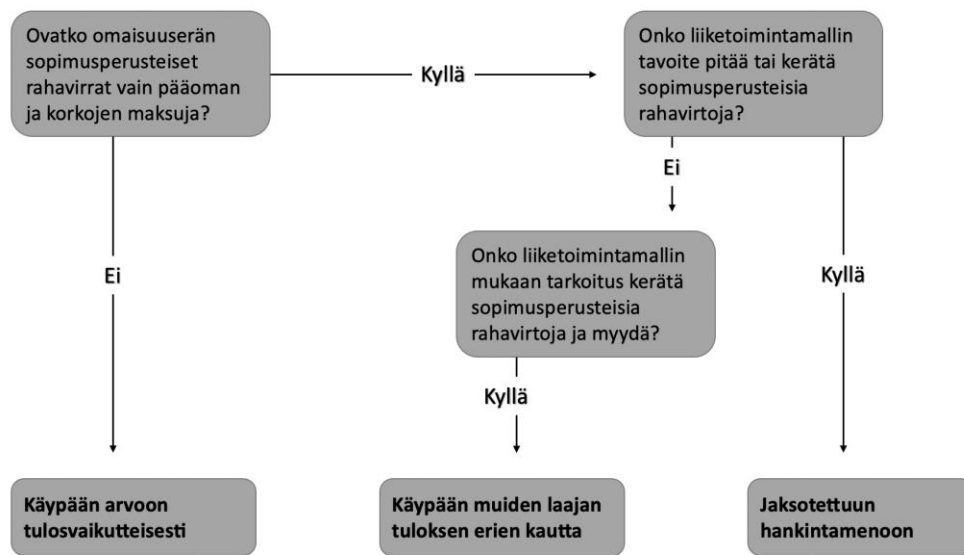 Ovatko omaisuuserän
sopimusperusteiset
rahavirrat vain pääoman
ja korkojen maksuja?
Kyllä
Onko liiketoimintamallin
tavoite pitää tai kerätä
sopimusperusteisia
rahavirtoja?
Ei
Onko liiketoimintamallin
mukaan tarkoitus kerätä
sopimusperusteisia
rahavirtoja ja myydä?
Ei
Kyllä
Kyllä
Käypään arvoon
tulosvaikutteisesti
Käypään muiden laajan
tuloksen erien kautta
Jaksotettuun
hankintamenoon